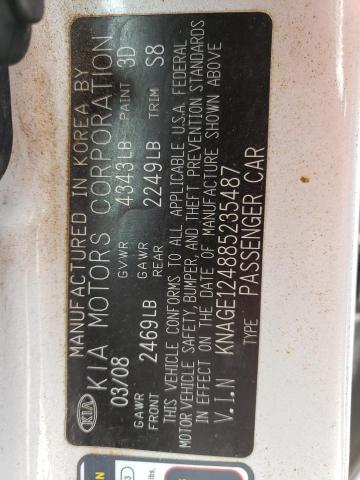 MANUFACTURED IN KOREA BY
KIA KIA MOTORS CORPORATION
03/08 GVWR 4343LB PAINT 3D
GAWR FRONT 2469LB GAWR REAR 2249LB TRIM S8
THIS VEHICLE CONFORMS TO ALL APPLICABLE U.S.A. FEDERAL
MOTOR VEHICLE SAFETY, BUMPER, AND THEFT PREVENTION STANDARDS
IN EFFECT ON THE DATE OF MANUFACTURE SHOWN ABOVE.
V.I.N KNAGE124885235487
TYPE PASSENGER CAR
lbs,